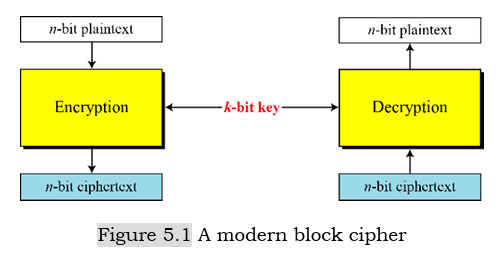 n-bit plaintext
n-bit plaintext
Encryption
k-bit key
Decryption
n-bit ciphertext
n-bit ciphertext
Figure 5.1 A modern block cipher